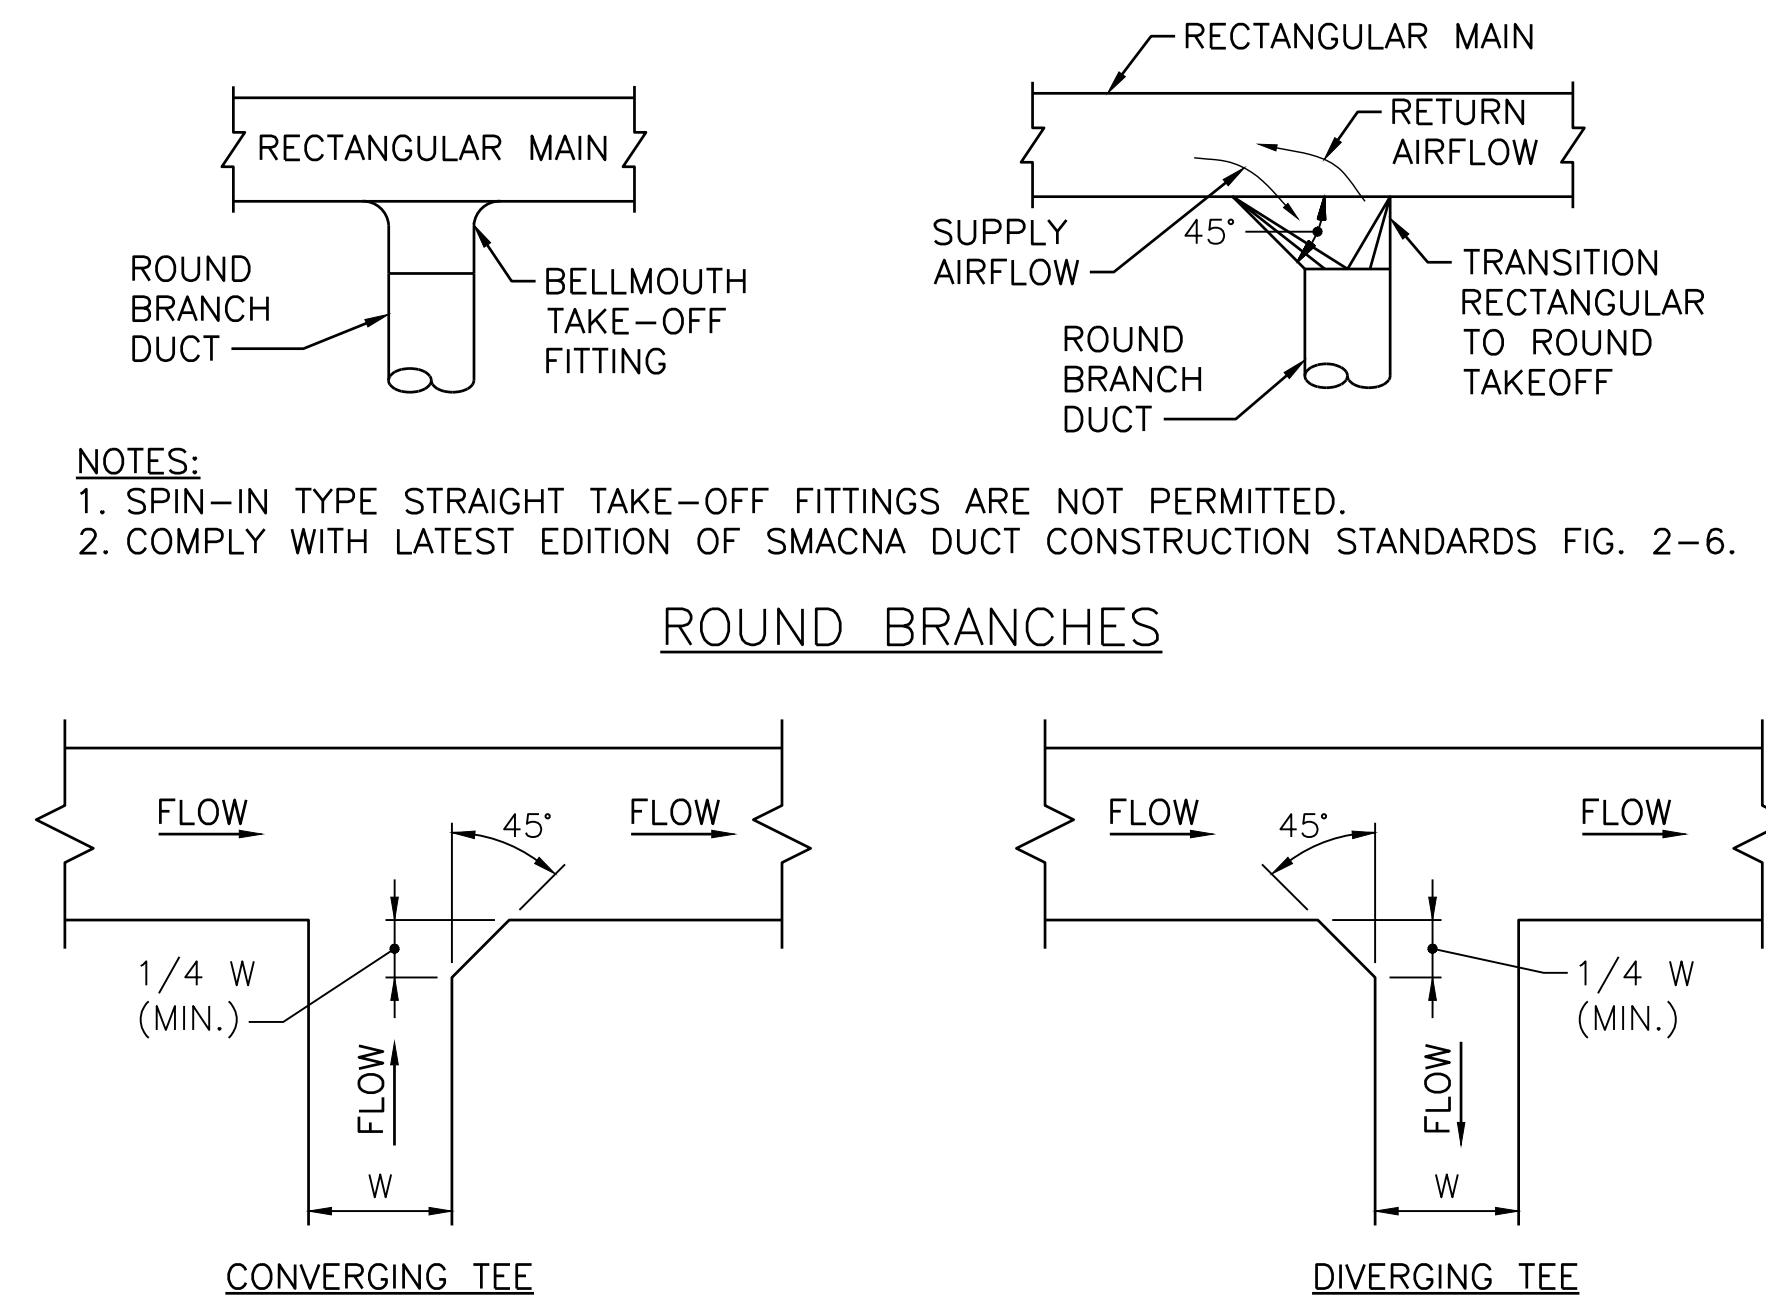 RECTANGULAR MAIN
ROUND
BRANCH
DUCT
BELLMOUTH
TAKE-OFF
FITTING
RECTANGULAR MAIN
RETURN
AIRFLOW
SUPPLY
AIRFLOW
45°
TRANSITION
RECTANGULAR
TO ROUND
TAKEOFF
ROUND
BRANCH
DUCT
NOTES:
1. SPIN-IN TYPE STRAIGHT TAKE-OFF FITTINGS ARE NOT PERMITTED.
2. COMPLY WITH LATEST EDITION OF SMACNA DUCT CONSTRUCTION STANDARDS FIG. 2-6.
ROUND BRANCHES
FLOW
45°
FLOW
1/4 W
(MIN.)
FLOW
W
CONVERGING TEE
FLOW
45°
FLOW
1/4 W
(MIN.)
FLOW
W
DIVERGING TEE